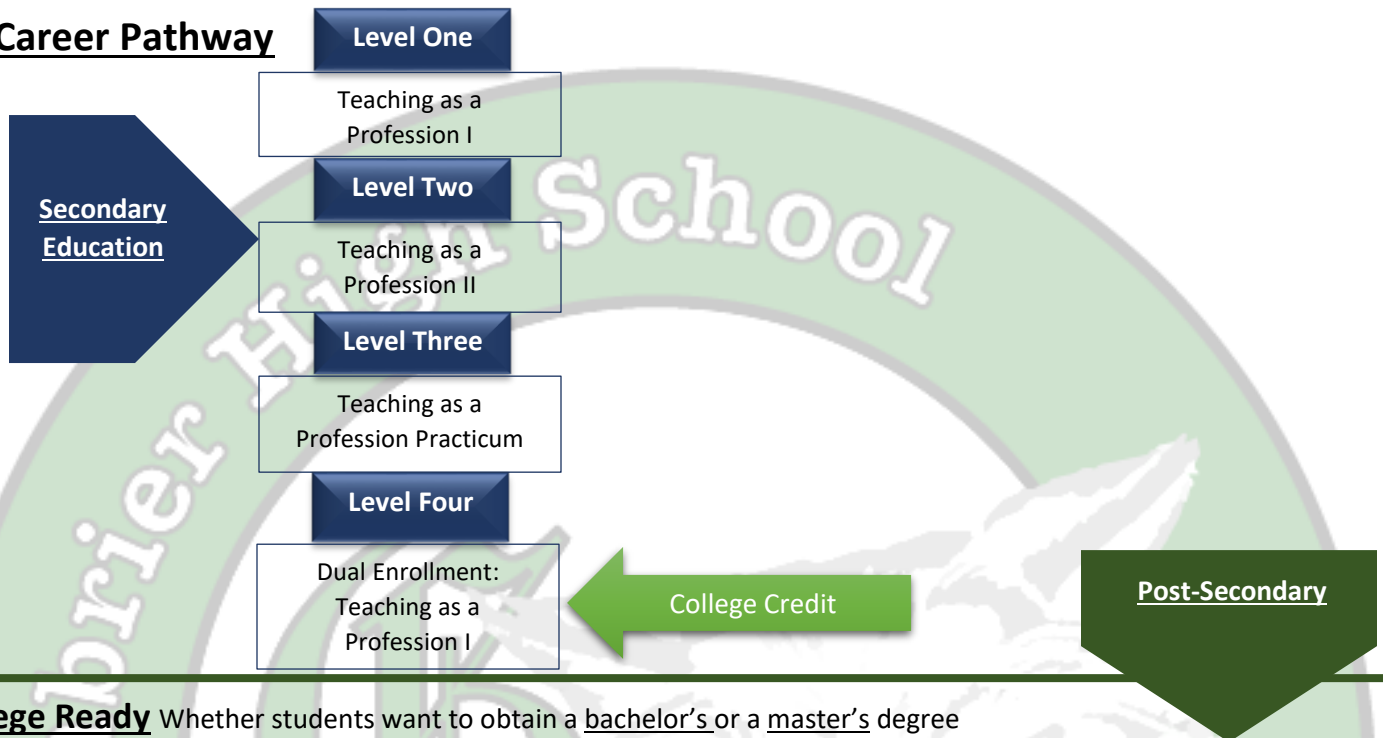 Career Pathway
Level One
Teaching as a
Profession I
Secondary
Education
Level Two
Teaching as a
Profession II
Level Three
Teaching as a
Profession Practicum
Level Four
Dual Enrollment:
Teaching as a
Profession I
College Credit
Post-Secondary
ege Ready Whether students want to obtain a bachelor's or a master's degree
brier High School